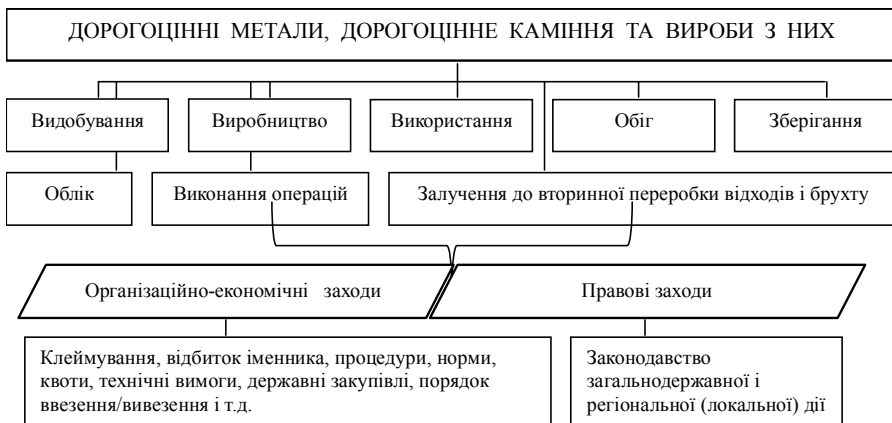 ДОРОГОЦІННІ МЕТАЛИ, ДОРОГОЦІННЕ КАМІННЯ ТА ВИРОБИ З НИХ
Видобування
Виробництво
Використання
Обіг
Зберігання
Облік
Виконання операцій
Залучення до вторинної переробки відходів і брухту
Організаційно-економічні заходи
Правові заходи
Клеймування, відбиток іменника, процедури, норми,
квоти, технічні вимоги, державні закупівлі, порядок
ввезення/вивезення і т.д.
Законодавство
загальнодержавної і
регіональної (локальної) дії